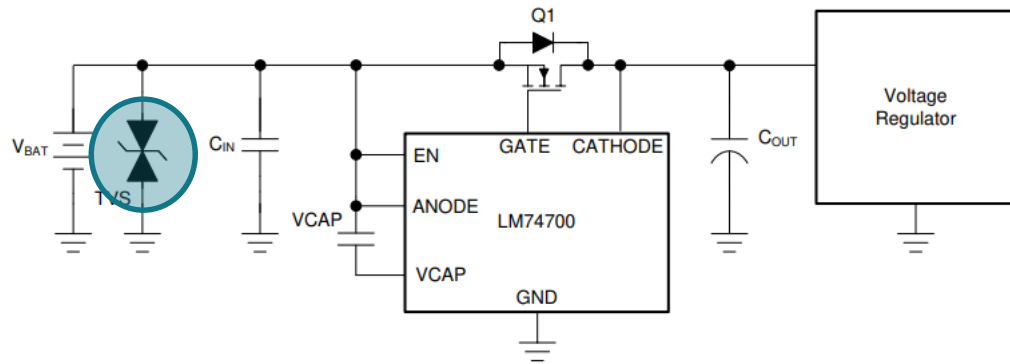 Q1
Voltage
Regulator
VBAT
TVS
CIN
EN
GATE
CATHODE
COUT
VCAP
ANODE
LM74700
VCAP
GND